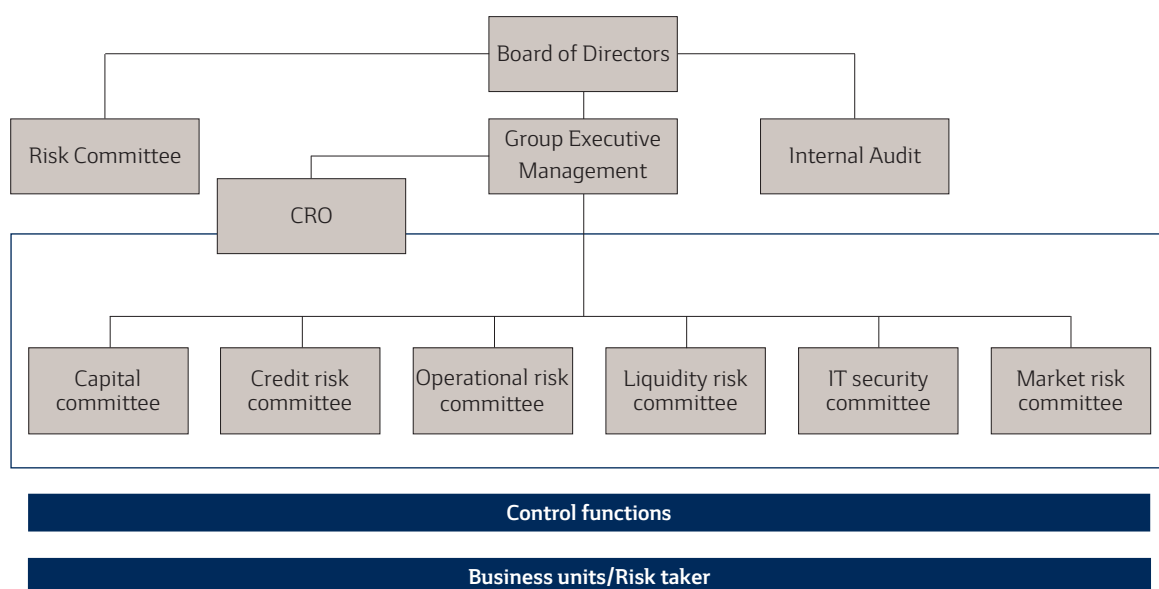 Board of Directors
Risk Committee
Group Executive
Management
Internal Audit
CRO
Capital
committee
Credit risk
committee
Operational risk
committee
Liquidity risk
committee
IT security
committee
Market risk
committee
Control functions
Business units/Risk taker